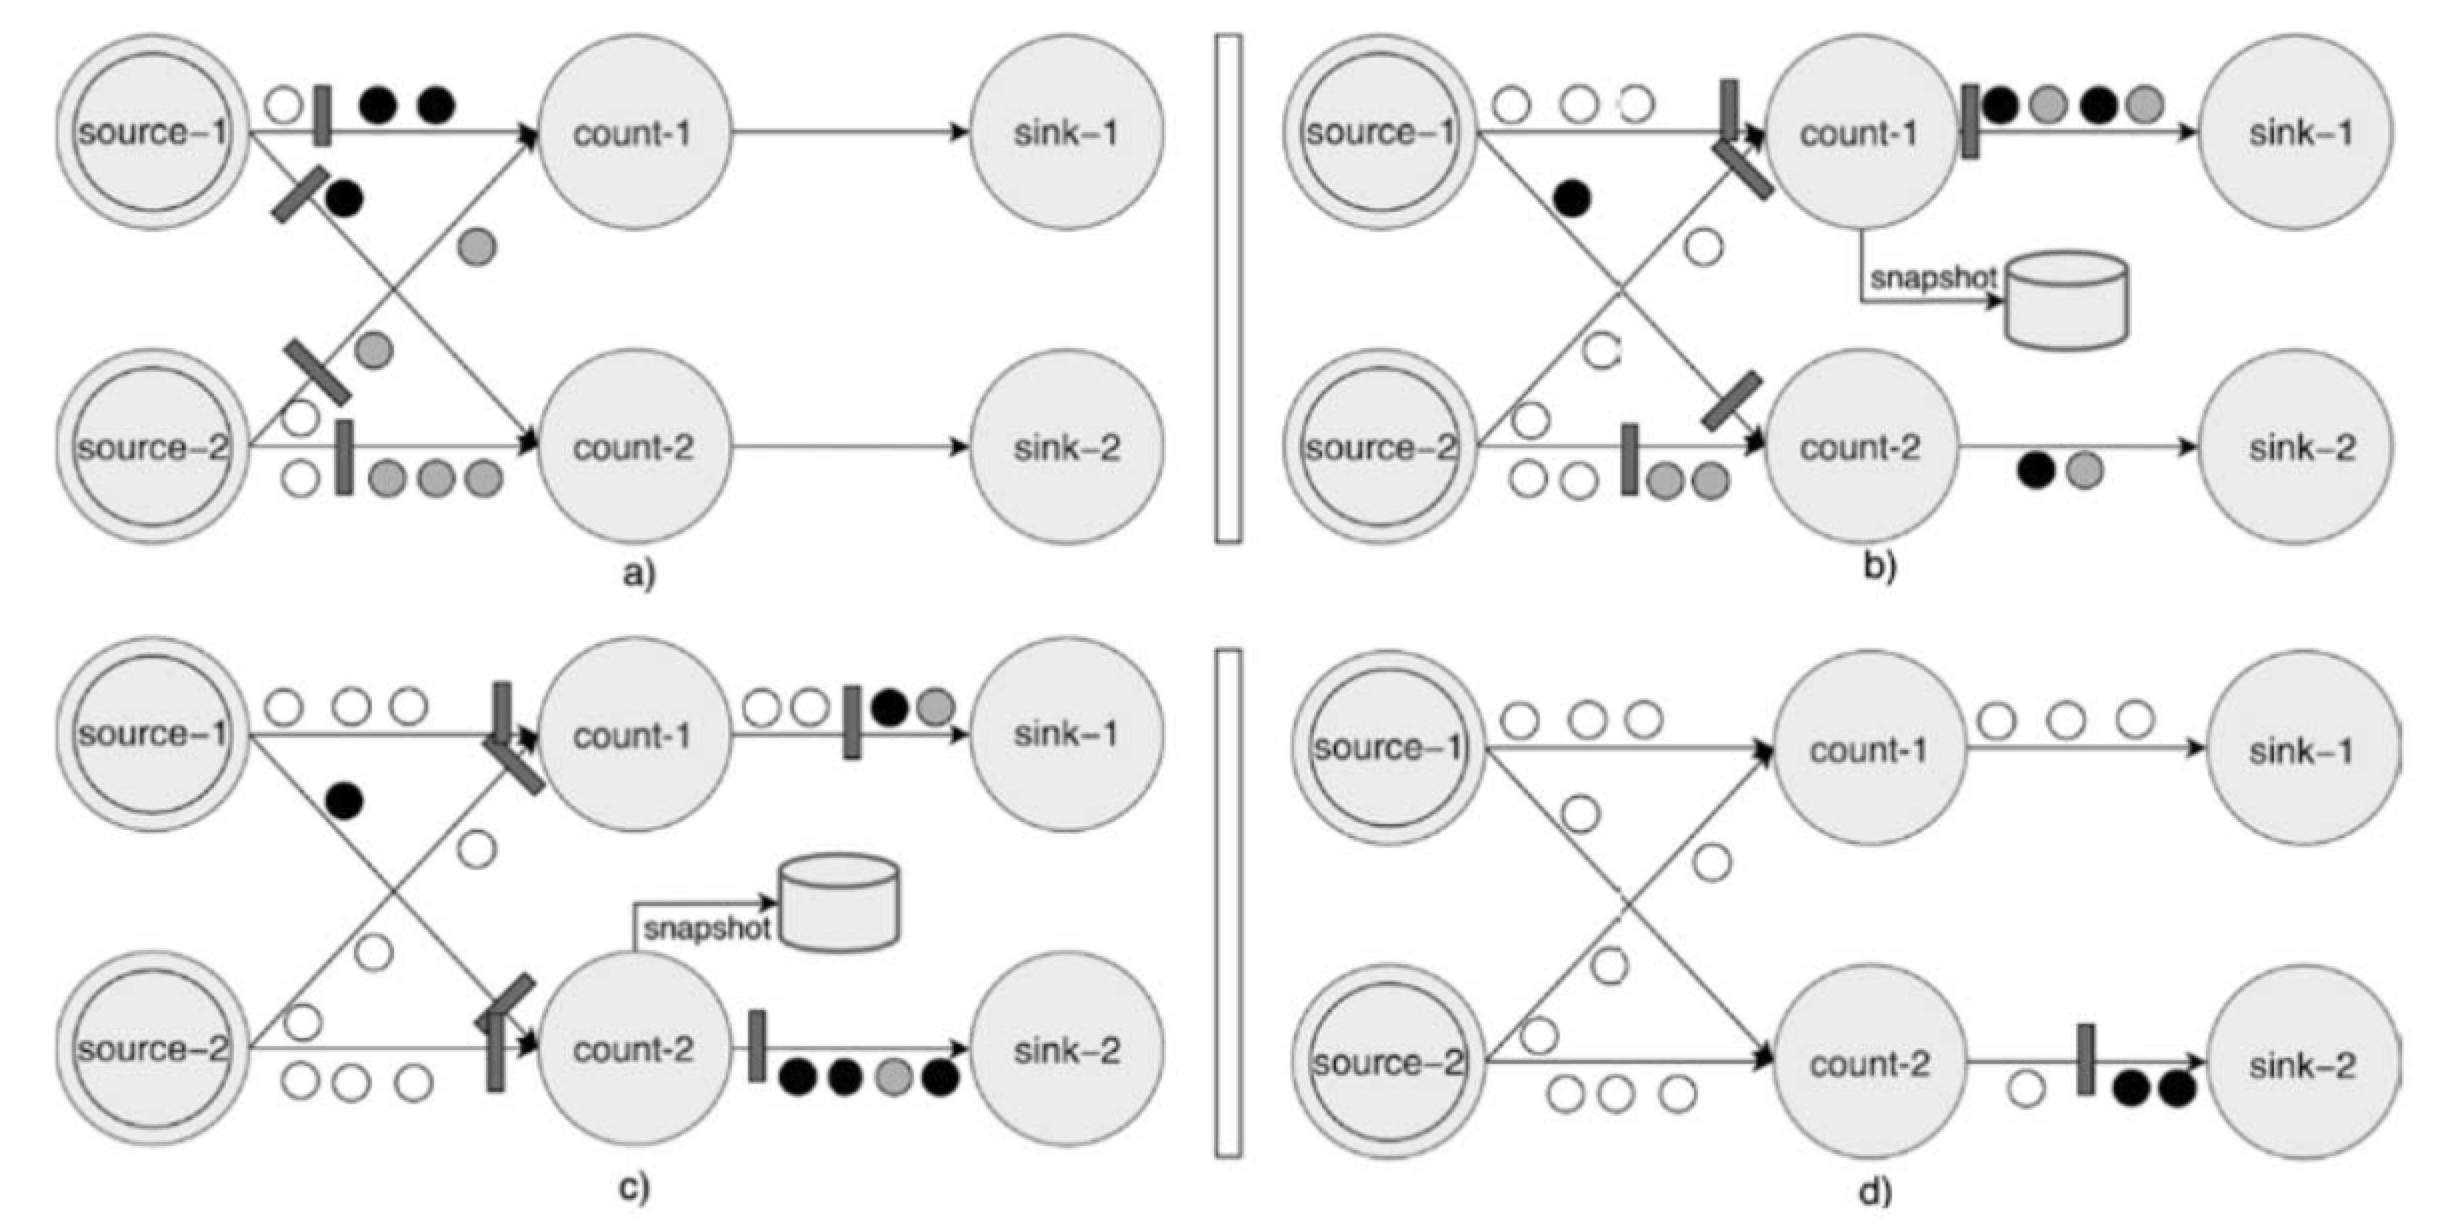 source–1
count-1
sink–1
source–2
count-2
sink–2
a)
source–1
count-1
sink–1
snapshot
source–2
count-2
sink–2
b)
source–1
count-1
sink–1
snapshot
source–2
count-2
sink–2
c)
source–1
count-1
sink–1
source–2
count-2
sink–2
d)